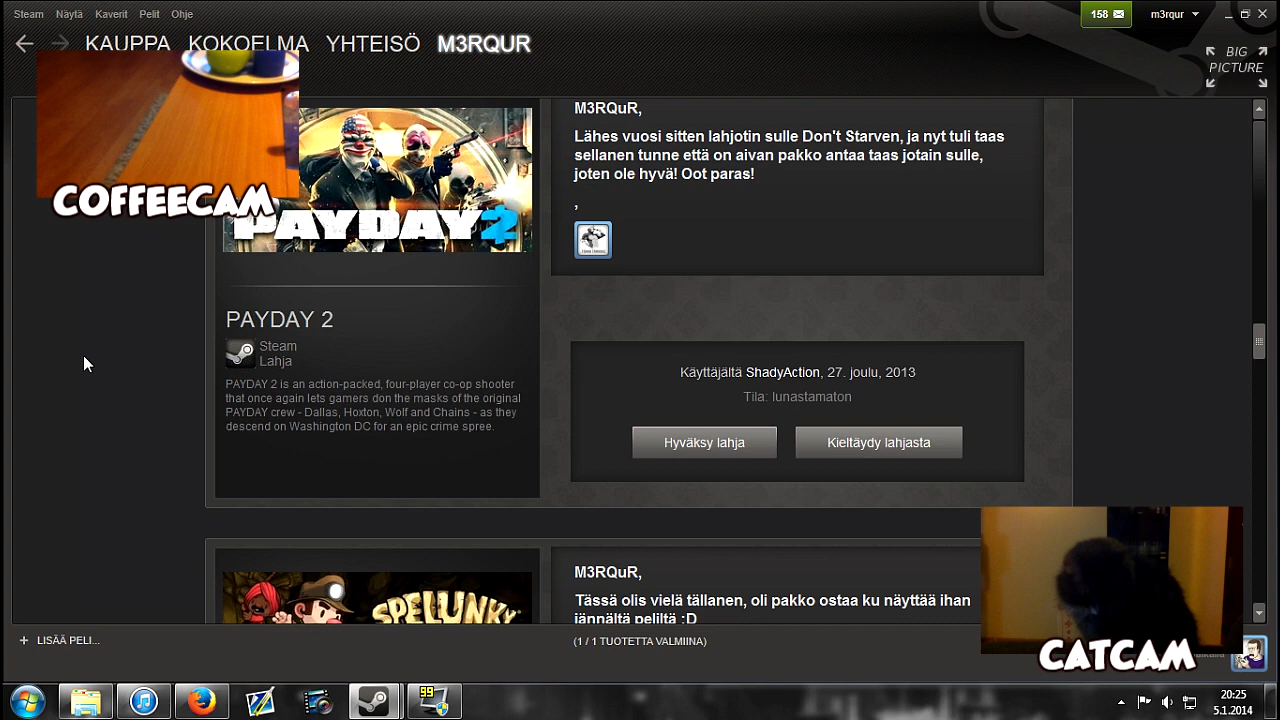 Steam Näytä Kaverit Pelit Ohje
158 m3rqur
KAUPPA KOKOELMA YHTEISÖ M3RQUR
BIG
PICTURE
COFFEECAM
PAYDAY 2
M3RQuR,
Lähes vuosi sitten lahjotin sulle Don't Starven, ja nyt tuli taas
sellanen tunne että on aivan pakko antaa taas jotain sulle,
joten ole hyvä! Oot paras!
,
PAYDAY 2
Steam
Lahja
PAYDAY 2 is an action-packed, four-player co-op shooter
that once again lets gamers don the masks of the original
PAYDAY crew - Dallas, Hoxton, Wolf and Chains - as they
descend on Washington DC for an epic crime spree.
Käyttäjältä ShadyAction, 27. joulu, 2013
Tila: lunastamaton
Hyväksy lahja Kieltäydy lahjasta
SPELUNKY
M3RQuR,
Tässä olis vielä tällanen, oli pakko ostaa ku näyttää ihan
jännältä peliltä :D
+ LISÄÄ PELI...
(1 / 1 TUOTETTA VALMIINA)
CATCAM
99
20:25
5.1.2014